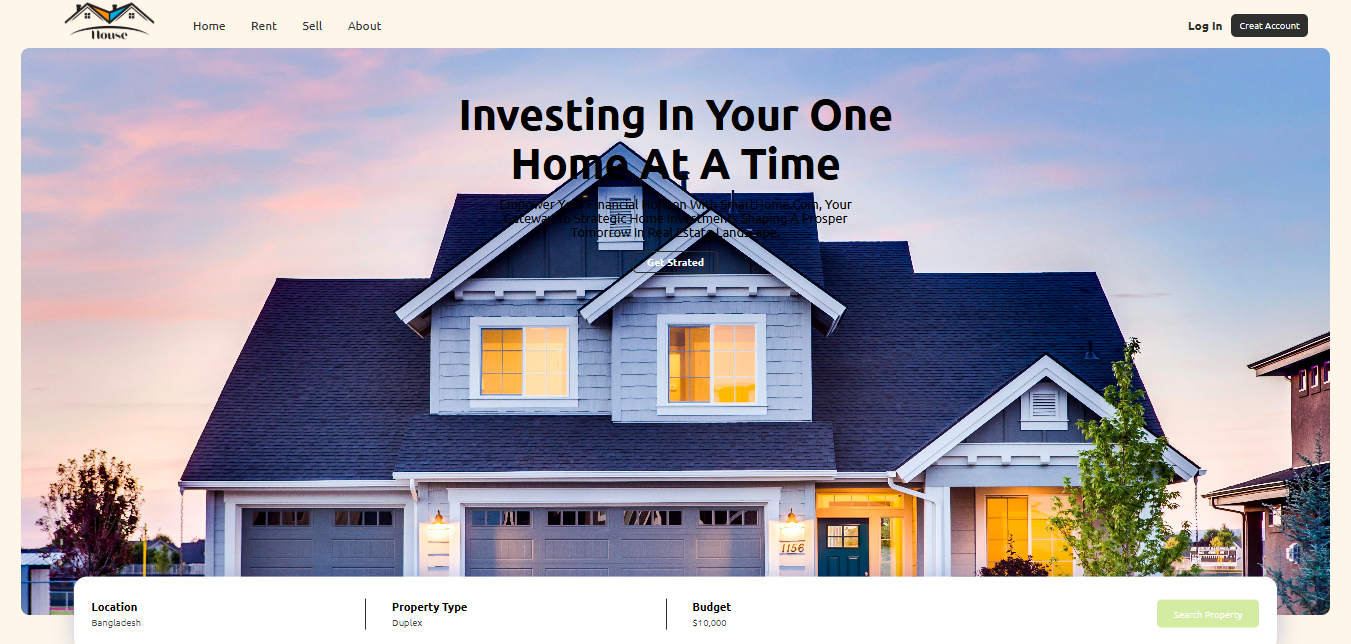 House
Home Rent Sell About
Log In Creat Account
Investing In Your One
Home At A Time
Empower Your Financial Horizon With SmartHome.Com, Your
Gateway To Strategic Home Investments Shaping A Prosper
Tomorrow In Real Estate Landscape.
Get Strated
1156
Location Property Type Budget
Bangladesh Duplex $10,000
Search Property